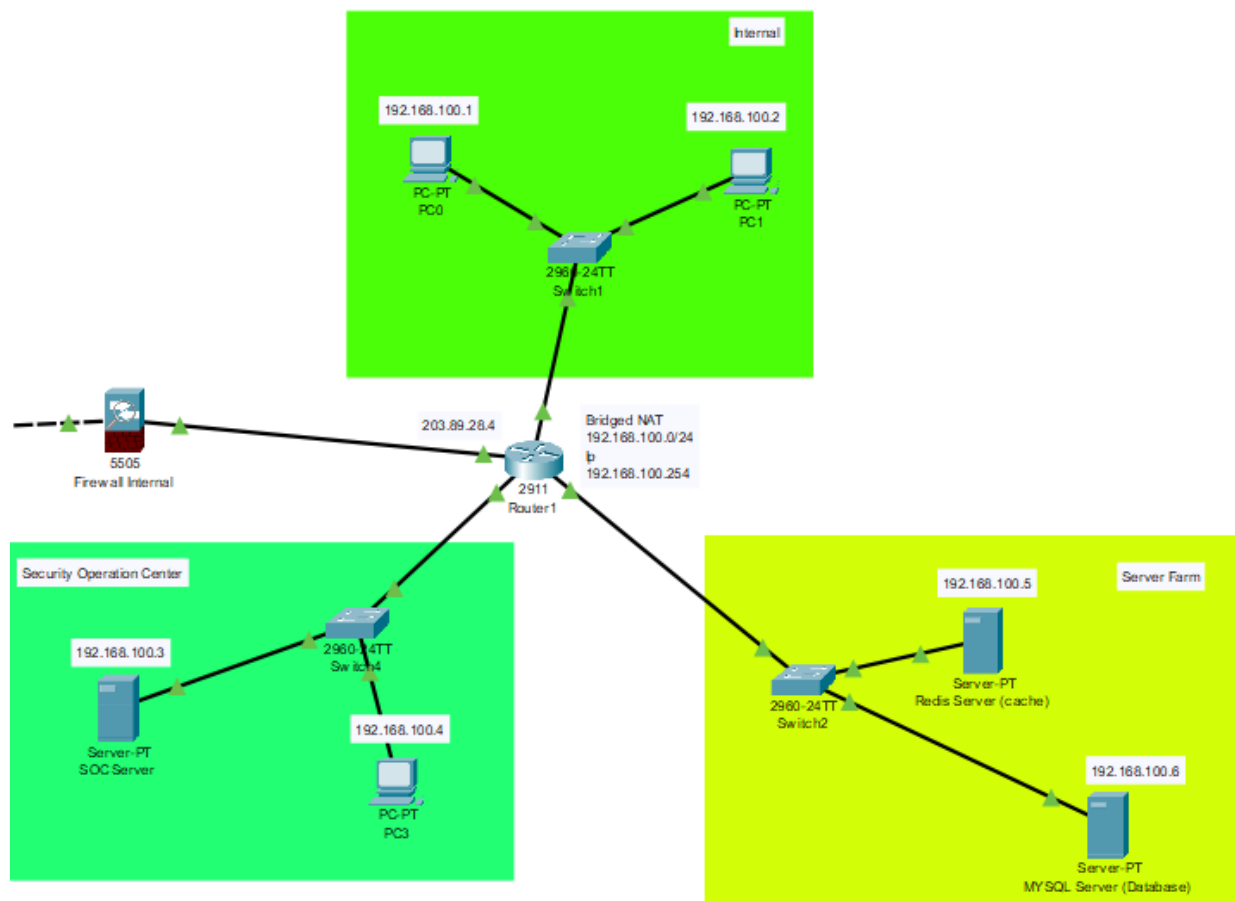 Internal
192.168.100.1
192.168.100.2
PC-PT
PC0
PC-PT
PC1
2960-24TT
Switch1
203.89.28.4
Bridged NAT
192.168.100.0/24
Ip
192.168.100.254
5505
Firewall Internal
2911
Router1
Security Operation Center
192.168.100.3
2960-24TT
Switch4
Server-PT
SOC Server
192.168.100.4
PC-PT
PC3
Server Farm
192.168.100.5
Server-PT
Redis Server (cache)
2960-24TT
Switch2
192.168.100.6
Server-PT
MYSQL Server (Database)